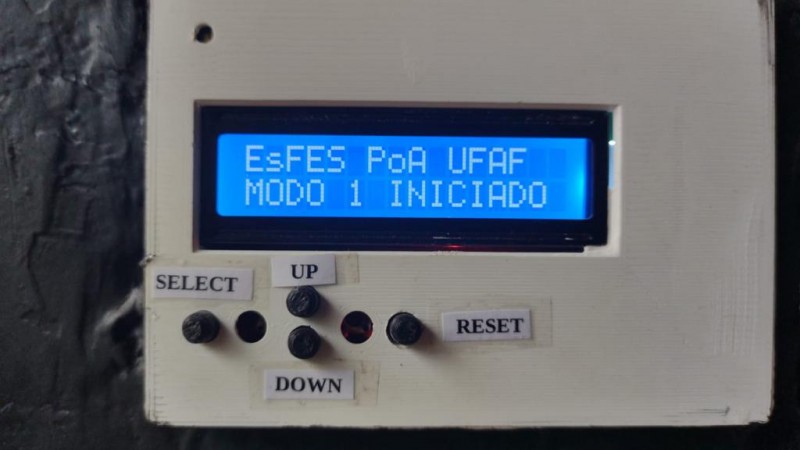 EsFES PoA UFAF
MODO 1 INICIADO
SELECT
UP
RESET
DOWN